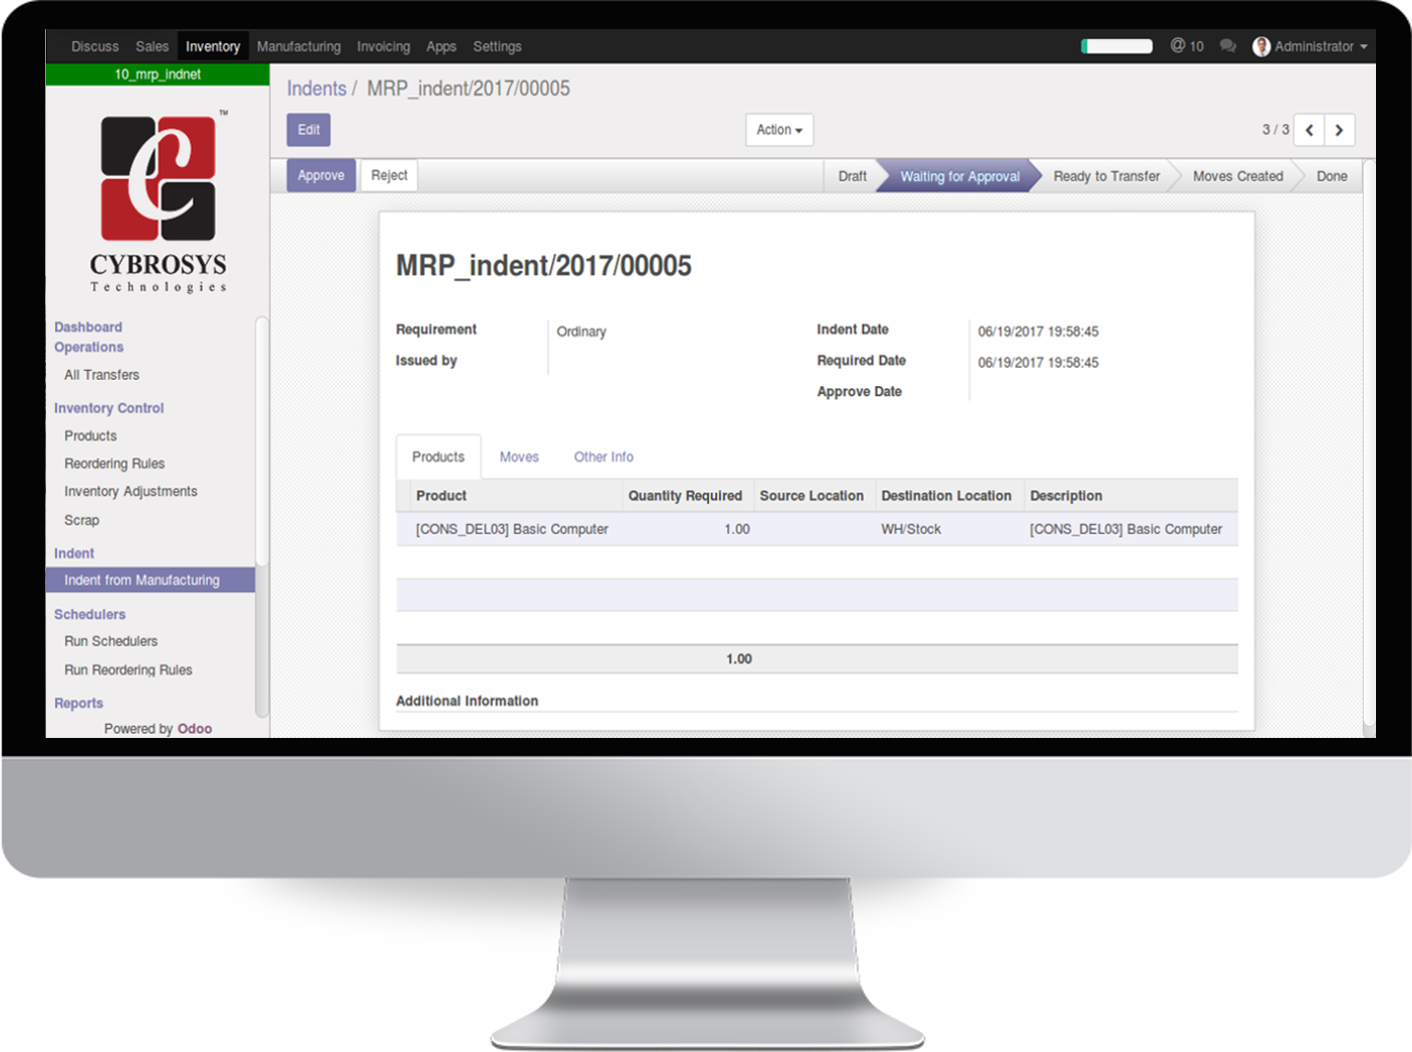 Discuss Sales Inventory Manufacturing Invoicing Apps Settings @ 10 Administrator
10_mrp_indnet
Indents / MRP_indent/2017/00005
Edit Action 3 / 3
Approve Reject Draft Waiting for Approval Ready to Transfer Moves Created Done
™
C
CYBROSYS
Technologies
Dashboard
Operations
All Transfers
Inventory Control
Products
Reordering Rules
Inventory Adjustments
Scrap
Indent
Indent from Manufacturing
Schedulers
Run Schedulers
Run Reordering Rules
Reports
Powered by Odoo
MRP_indent/2017/00005
Requirement Ordinary Indent Date 06/19/2017 19:58:45
Issued by Required Date 06/19/2017 19:58:45
Approve Date
Products Moves Other Info
Product Quantity Required Source Location Destination Location Description
[CONS_DEL03] Basic Computer 1.00 WH/Stock [CONS_DEL03] Basic Computer
1.00
Additional Information